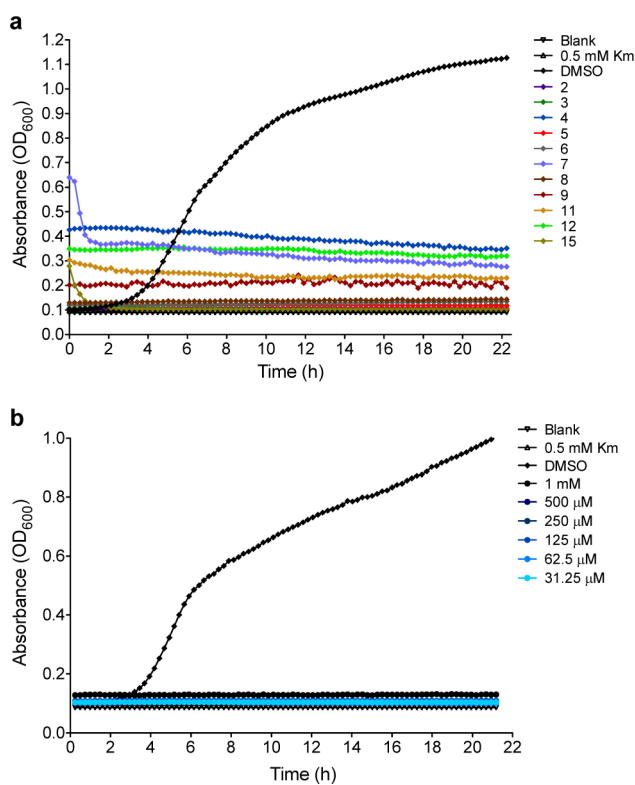 a
1.2
1.1
1.0
0.9
0.8
0.7
0.6
0.5
0.4
0.3
0.2
0.1
0.0
Absorbance (OD600)
0 2 4 6 8 10 12 14 16 18 20 22
Time (h)
Blank
0.5 mM Km
DMSO
2
3
4
5
6
7
8
9
11
12
15
b
1.0
0.8
0.6
0.4
0.2
0.0
Absorbance (OD600)
0 2 4 6 8 10 12 14 16 18 20 22
Time (h)
Blank
0.5 mM Km
DMSO
1 mM
500 µM
250 µM
125 µM
62.5 µM
31.25 µM